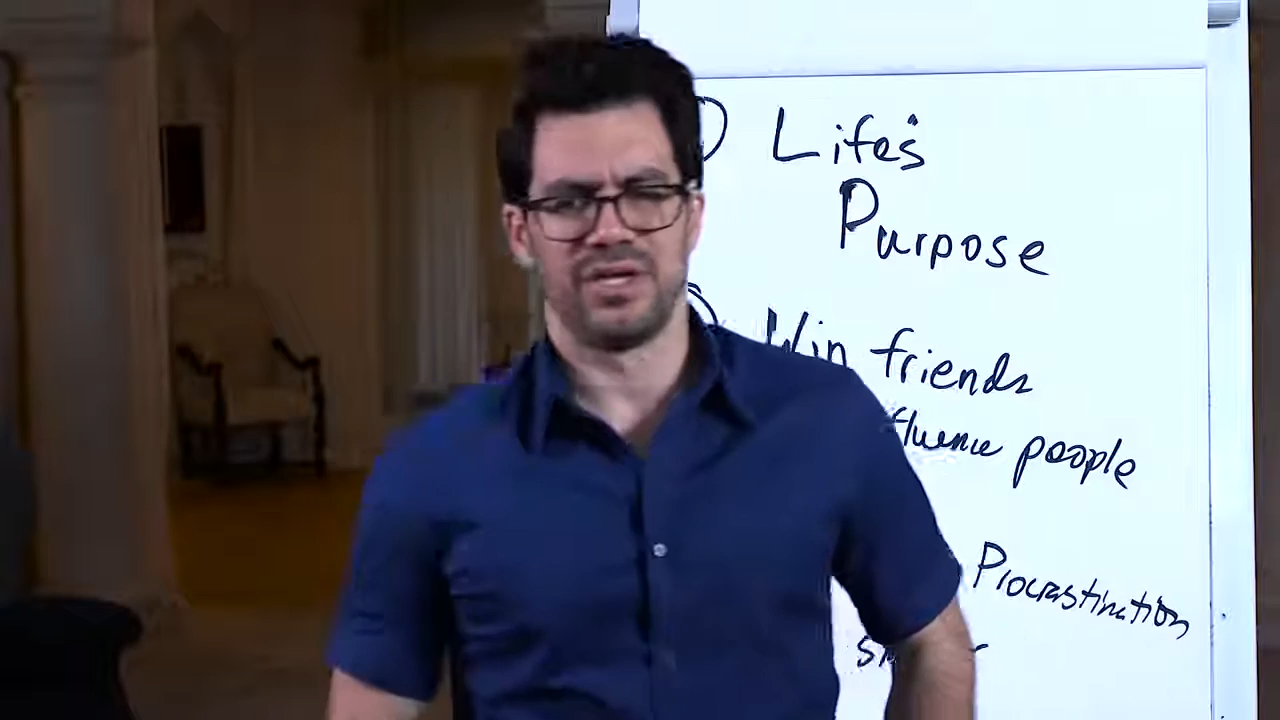 Life's
Purpose
Win friends
fluence people
Procrastination